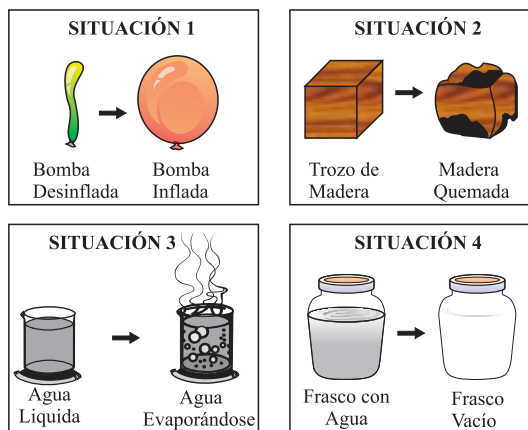 SITUACIÓN 1
Bomba
Desinflada
Bomba
Inflada
SITUACIÓN 2
Trozo de
Madera
Madera
Quemada
SITUACIÓN 3
Agua
Liquida
Agua
Evaporándose
SITUACIÓN 4
Frasco con
Agua
Frasco
Vacío